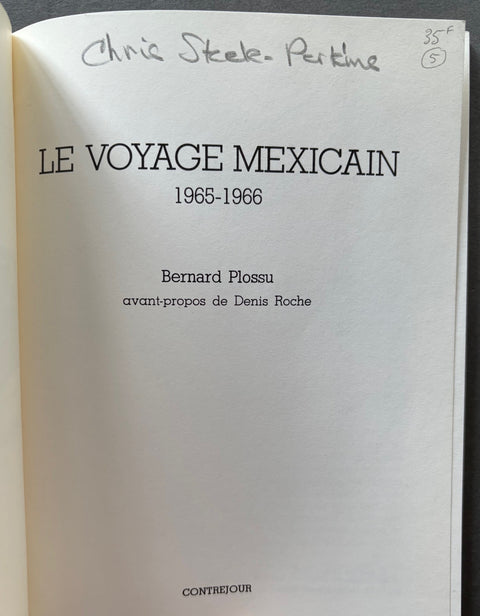 Chris Steele-Perkins
35F
5
LE VOYAGE MEXICAIN
1965-1966
Bernard Plossu
avant-propos de Denis Roche
CONTREJOUR